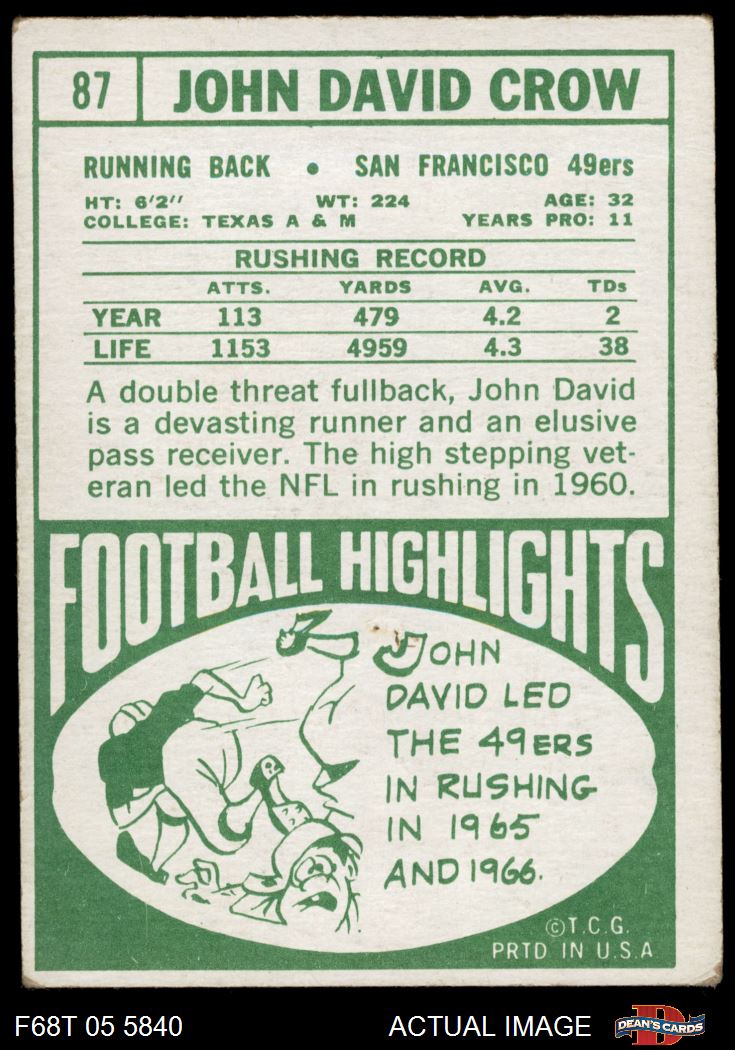 87 JOHN DAVID CROW
RUNNING BACK • SAN FRANCISCO 49ers
HT: 6'2" WT: 224 AGE: 32
COLLEGE: TEXAS A & M YEARS PRO: 11
RUSHING RECORD
ATTS. YARDS AVG. TDs
YEAR 113 479 4.2 2
LIFE 1153 4959 4.3 38
A double threat fullback, John David
is a devasting runner and an elusive
pass receiver. The high stepping vet-
eran led the NFL in rushing in 1960.
FOOTBALL HIGHLIGHTS
JOHN
DAVID LED
THE 49ERS
IN RUSHING
IN 1965
AND 1966.
©T.C.G.
PRTD IN U.S.A
F68T 05 5840 ACTUAL IMAGE DEAN'S CARDS